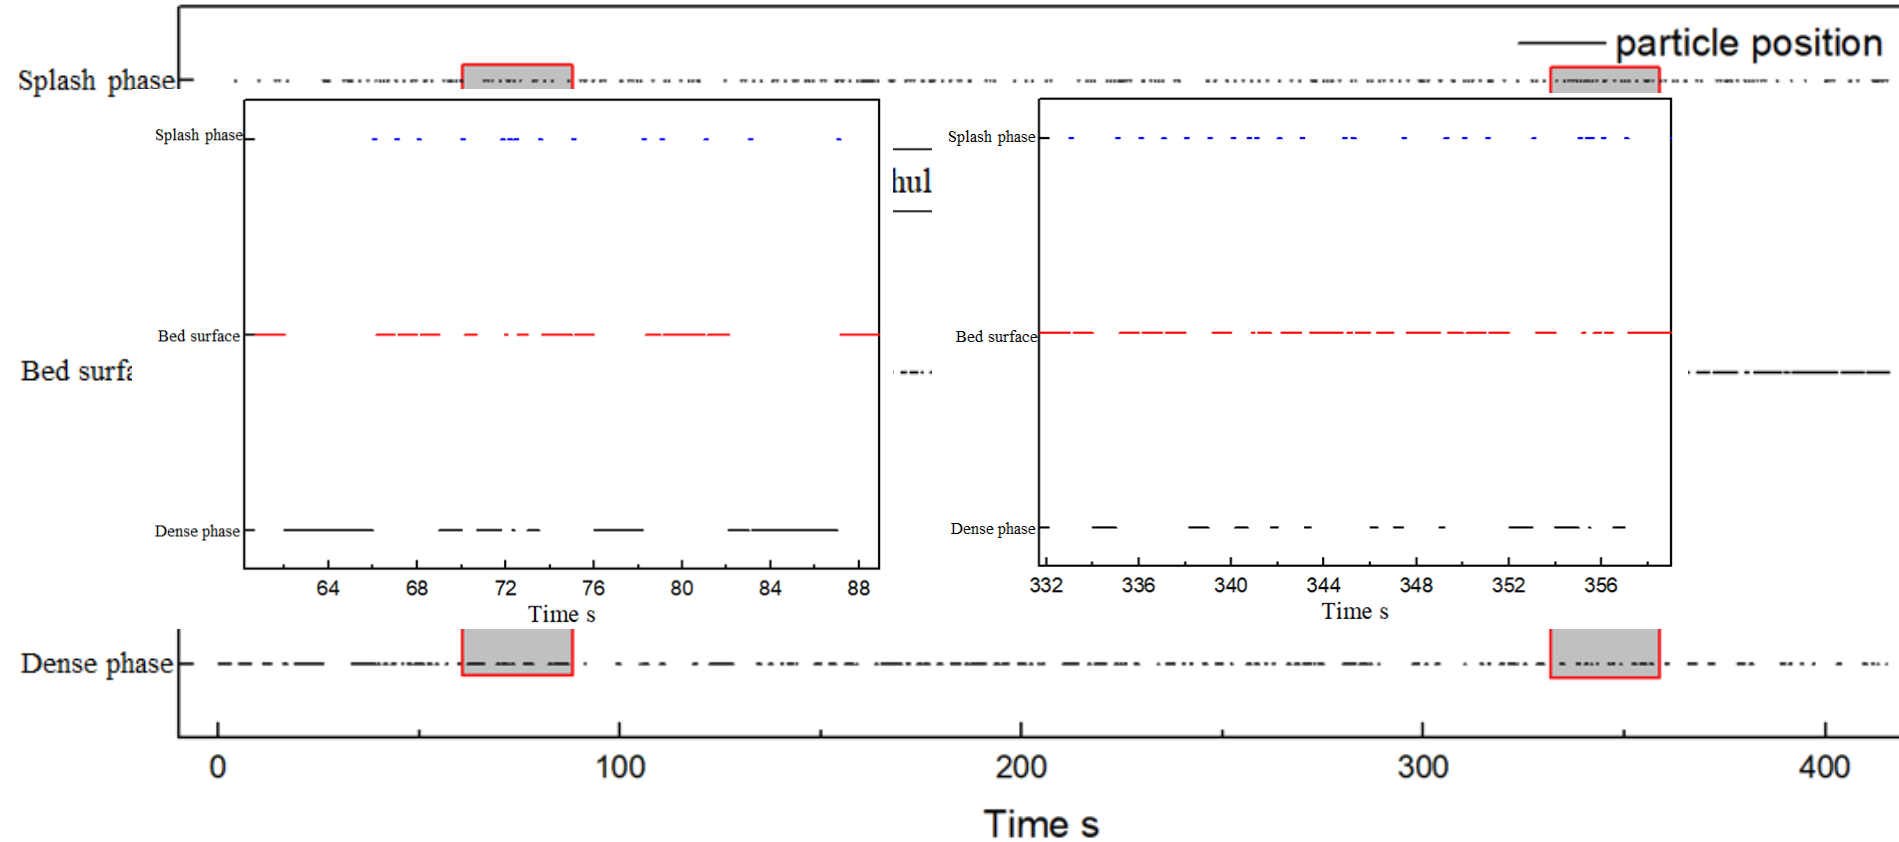 particle position
Splash phase
Splash phase
Splash phase
hul
Bed surface
Bed surface
Bed surfa
Dense phase
Dense phase
64 68 72 76 80 84 88
332 336 340 344 348 352 356
Time s
Time s
Dense phase
0 100 200 300 400
Time s